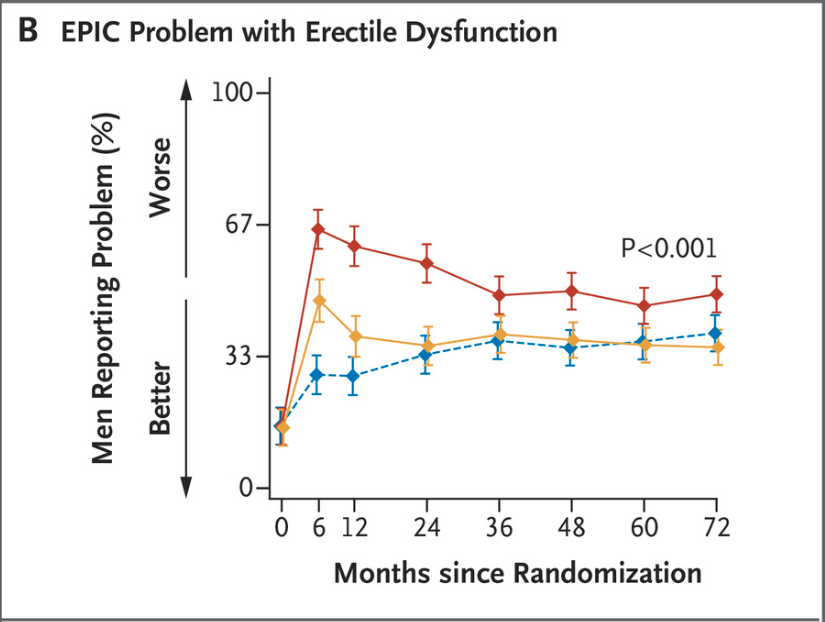 B EPIC Problem with Erectile Dysfunction
Men Reporting Problem (%)
Worse
Better
100
67
33
0
P<0.001
0 6 12 24 36 48 60 72
Months since Randomization